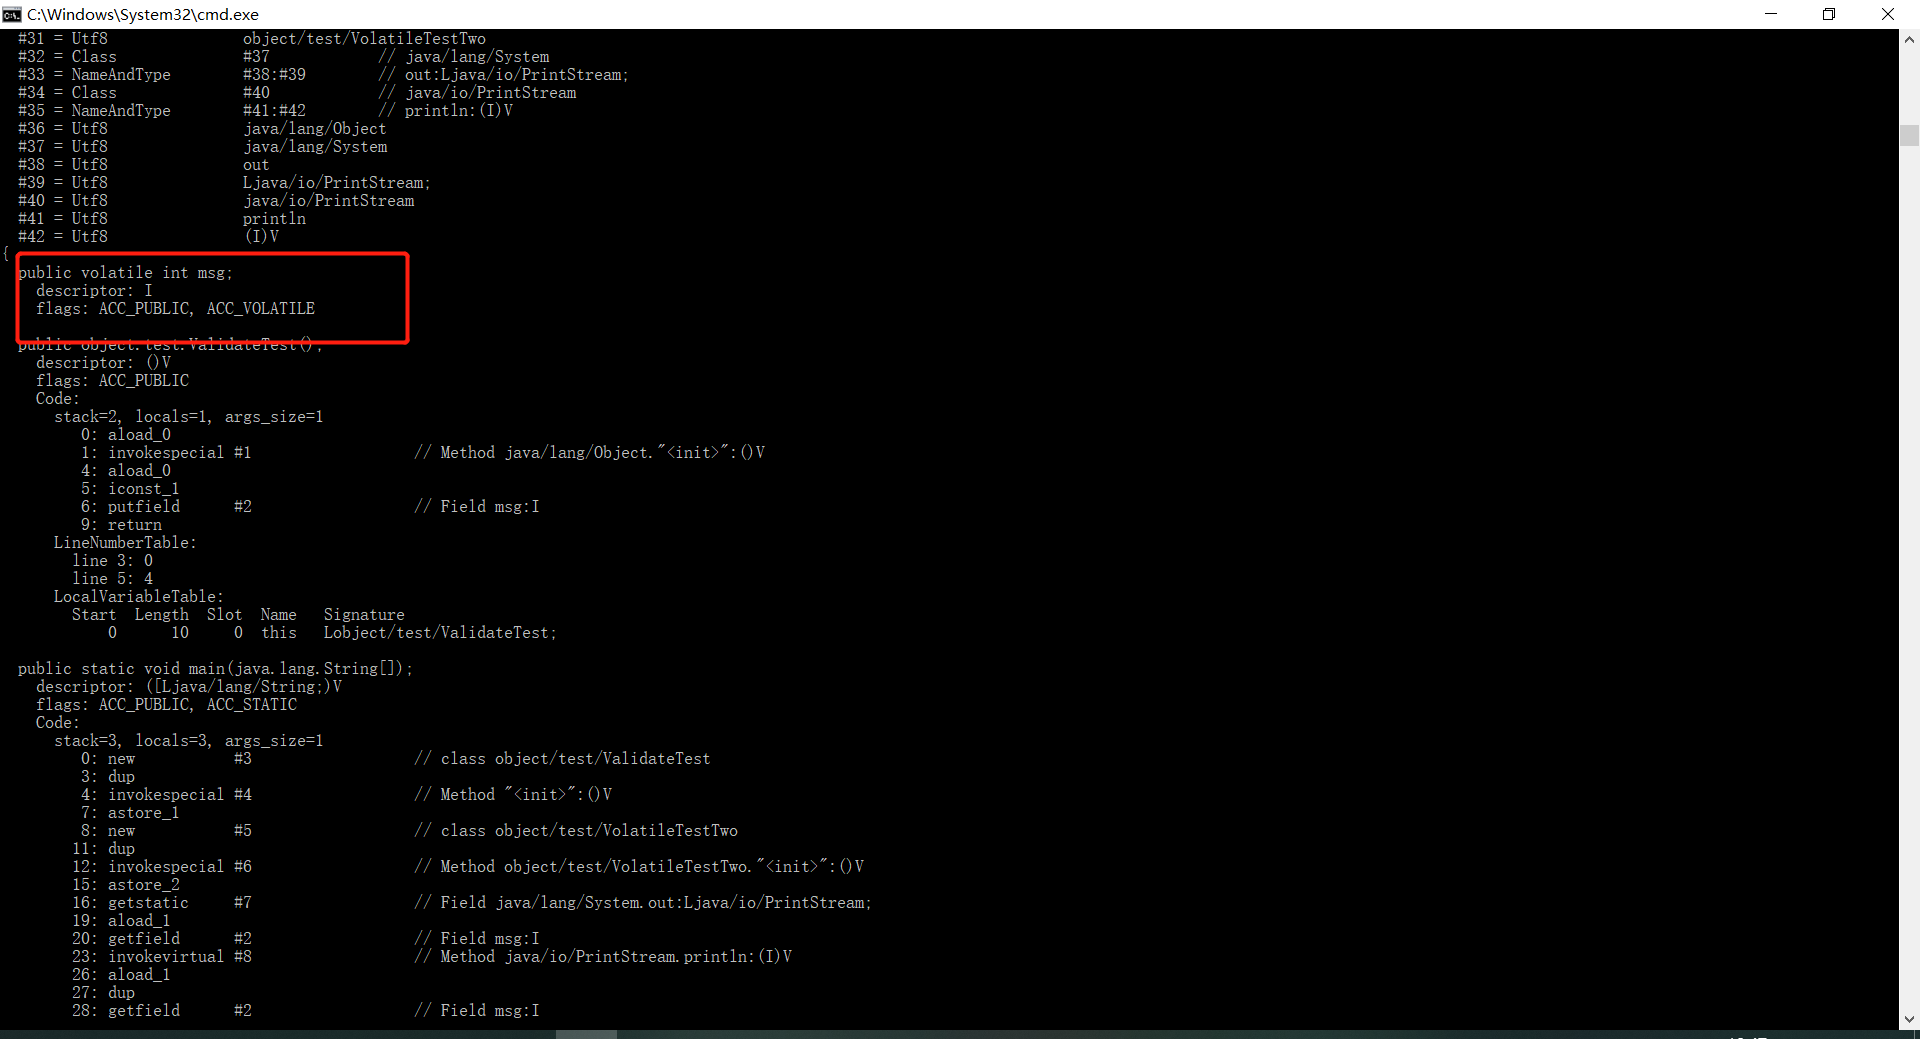 C:\Windows\System32\cmd.exe
#31 = Utf8               object/test/VolatileTestTwo
#32 = Class              #37            // java/lang/System
#33 = NameAndType        #38:#39        // out:Ljava/io/PrintStream;
#34 = Class              #40            // java/io/PrintStream
#35 = NameAndType        #41:#42        // println:(I)V
#36 = Utf8               java/lang/Object
#37 = Utf8               java/lang/System
#38 = Utf8               out
#39 = Utf8               Ljava/io/PrintStream;
#40 = Utf8               java/io/PrintStream
#41 = Utf8               println
#42 = Utf8               (I)V
{
public volatile int msg;
descriptor: I
flags: ACC_PUBLIC, ACC_VOLATILE
public object.test.ValidateTest();
descriptor: ()V
flags: ACC_PUBLIC
Code:
stack=2, locals=1, args_size=1
0: aload_0
1: invokespecial #1                  // Method java/lang/Object."<init>":()V
4: aload_0
5: iconst_1
6: putfield      #2                  // Field msg:I
9: return
LineNumberTable:
line 3: 0
line 5: 4
LocalVariableTable:
Start  Length  Slot  Name   Signature
0      10     0  this   Lobject/test/ValidateTest;
public static void main(java.lang.String[]);
descriptor: ([Ljava/lang/String;)V
flags: ACC_PUBLIC, ACC_STATIC
Code:
stack=3, locals=3, args_size=1
0: new           #3                  // class object/test/ValidateTest
3: dup
4: invokespecial #4                  // Method "<init>":()V
7: astore_1
8: new           #5                  // class object/test/VolatileTestTwo
11: dup
12: invokespecial #6                  // Method object/test/VolatileTestTwo."<init>":()V
15: astore_2
16: getstatic     #7                  // Field java/lang/System.out:Ljava/io/PrintStream;
19: aload_1
20: getfield      #2                  // Field msg:I
23: invokevirtual #8                  // Method java/io/PrintStream.println:(I)V
26: aload_1
27: dup
28: getfield      #2                  // Field msg:I